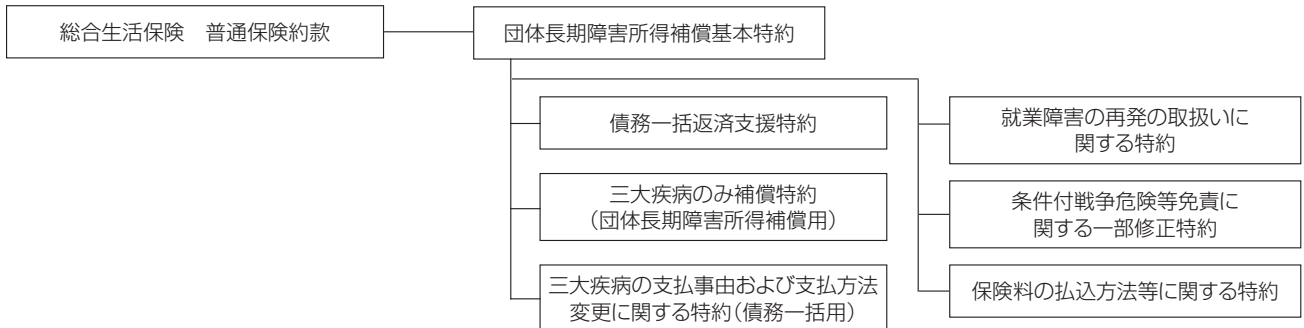 総合生活保険　普通保険約款
団体長期障害所得補償基本特約
債務一括返済支援特約
三大疾病のみ補償特約
（団体長期障害所得補償用）
三大疾病の支払事由および支払方法
変更に関する特約（債務一括用）
就業障害の再発の取扱いに
関する特約
条件付戦争危険等免責に
関する一部修正特約
保険料の払込方法等に関する特約